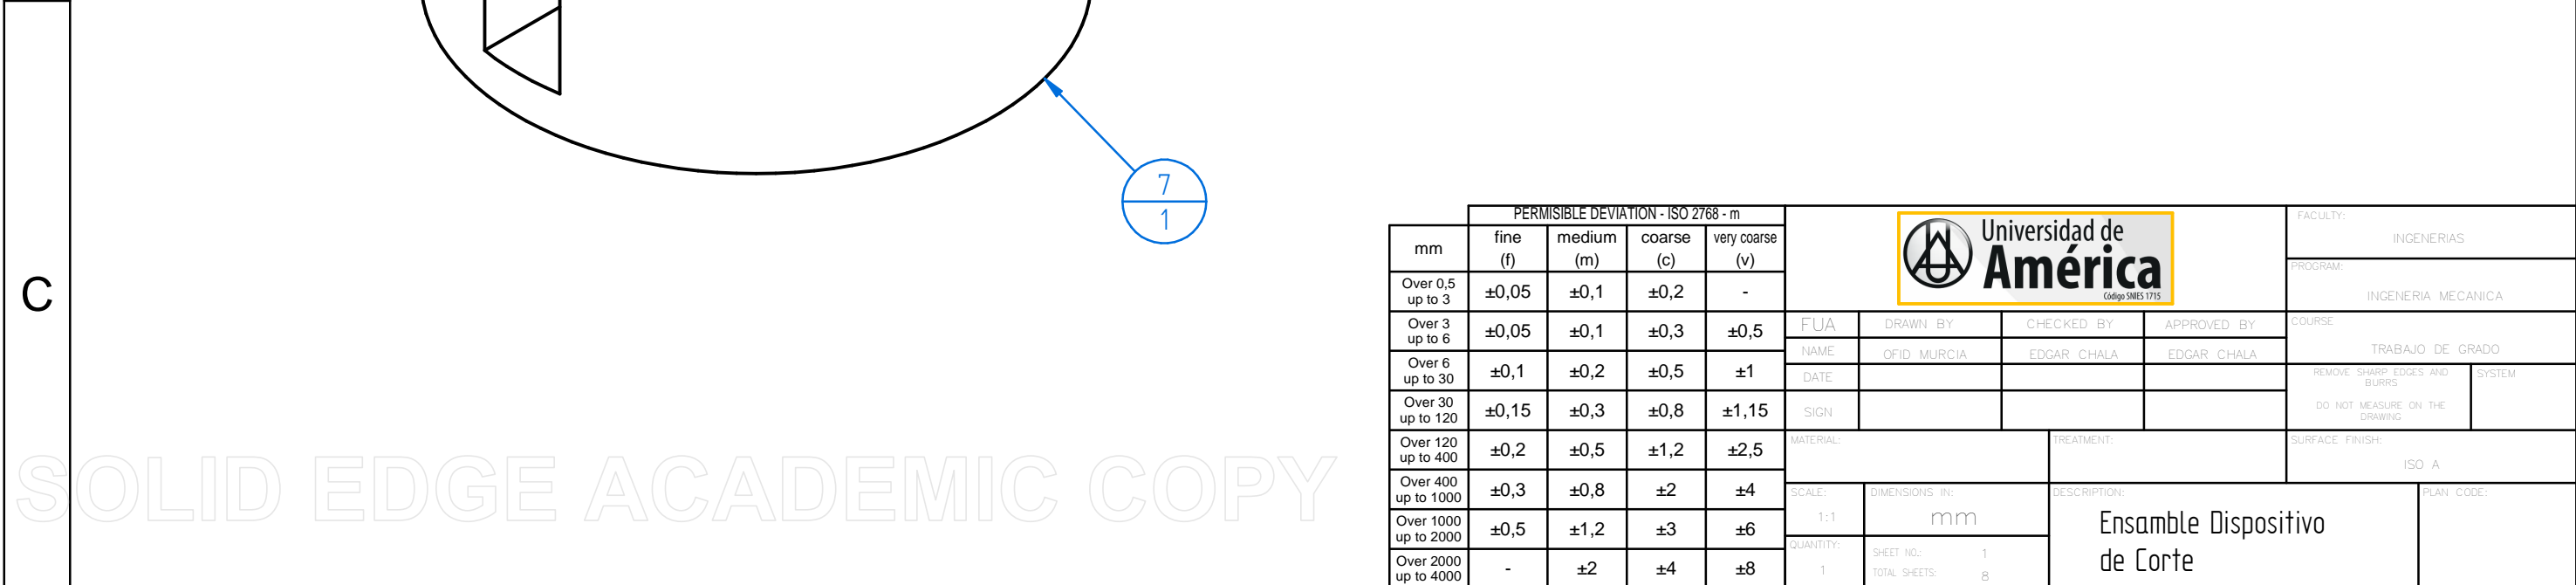 7
1
C
SOLID EDGE ACADEMIC COPY
PERMISIBLE DEVIATION - ISO 2768 - m
mm
fine (f)
medium (m)
coarse (c)
very coarse (v)
Over 0,5 up to 3 ±0,05 ±0,1 ±0,2 -
Over 3 up to 6 ±0,05 ±0,1 ±0,3 ±0,5
Over 6 up to 30 ±0,1 ±0,2 ±0,5 ±1
Over 30 up to 120 ±0,15 ±0,3 ±0,8 ±1,15
Over 120 up to 400 ±0,2 ±0,5 ±1,2 ±2,5
Over 400 up to 1000 ±0,3 ±0,8 ±2 ±4
Over 1000 up to 2000 ±0,5 ±1,2 ±3 ±6
Over 2000 up to 4000 - ±2 ±4 ±8
Universidad de
América
Código SNIES 1715
FACULTY:
INGENERIAS
PROGRAM:
INGENERIA MECANICA
FUA DRAWN BY CHECKED BY APPROVED BY
NAME OFID MURCIA EDGAR CHALA EDGAR CHALA
DATE
SIGN
COURSE
TRABAJO DE GRADO
REMOVE SHARP EDGES AND
BURRS
DO NOT MEASURE ON THE
DRAWING
SYSTEM
MATERIAL:
TREATMENT:
SURFACE FINISH:
ISO A
SCALE:
1:1
DIMENSIONS IN:
mm
QUANTITY:
1
SHEET NO.: 1
TOTAL SHEETS: 8
DESCRIPTION:
Ensamble Dispositivo
de Corte
PLAN CODE: